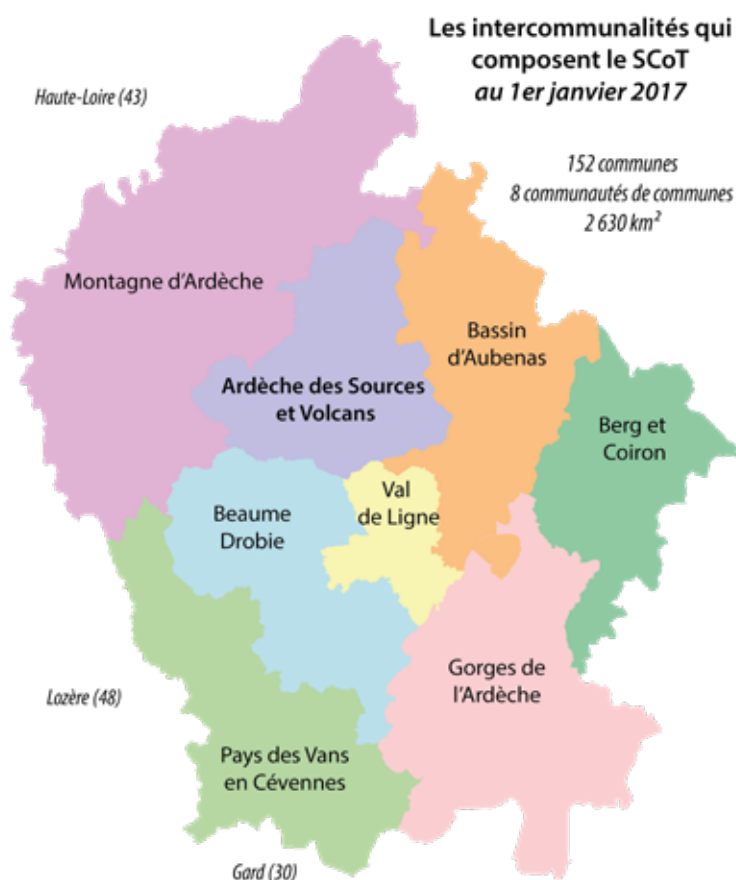 Les intercommunalités qui
composent le SCoT
au 1er janvier 2017
Haute-Loire (43)
152 communes
8 communautés de communes
2 630 km²
Montagne d'Ardèche
Bassin
d'Aubenas
Ardèche des Sources
et Volcans
Berg et
Coiron
Val
de Ligne
Beaume
Drobie
Gorges de
l'Ardèche
Lozère (48)
Pays des Vans
en Cévennes
Gard (30)